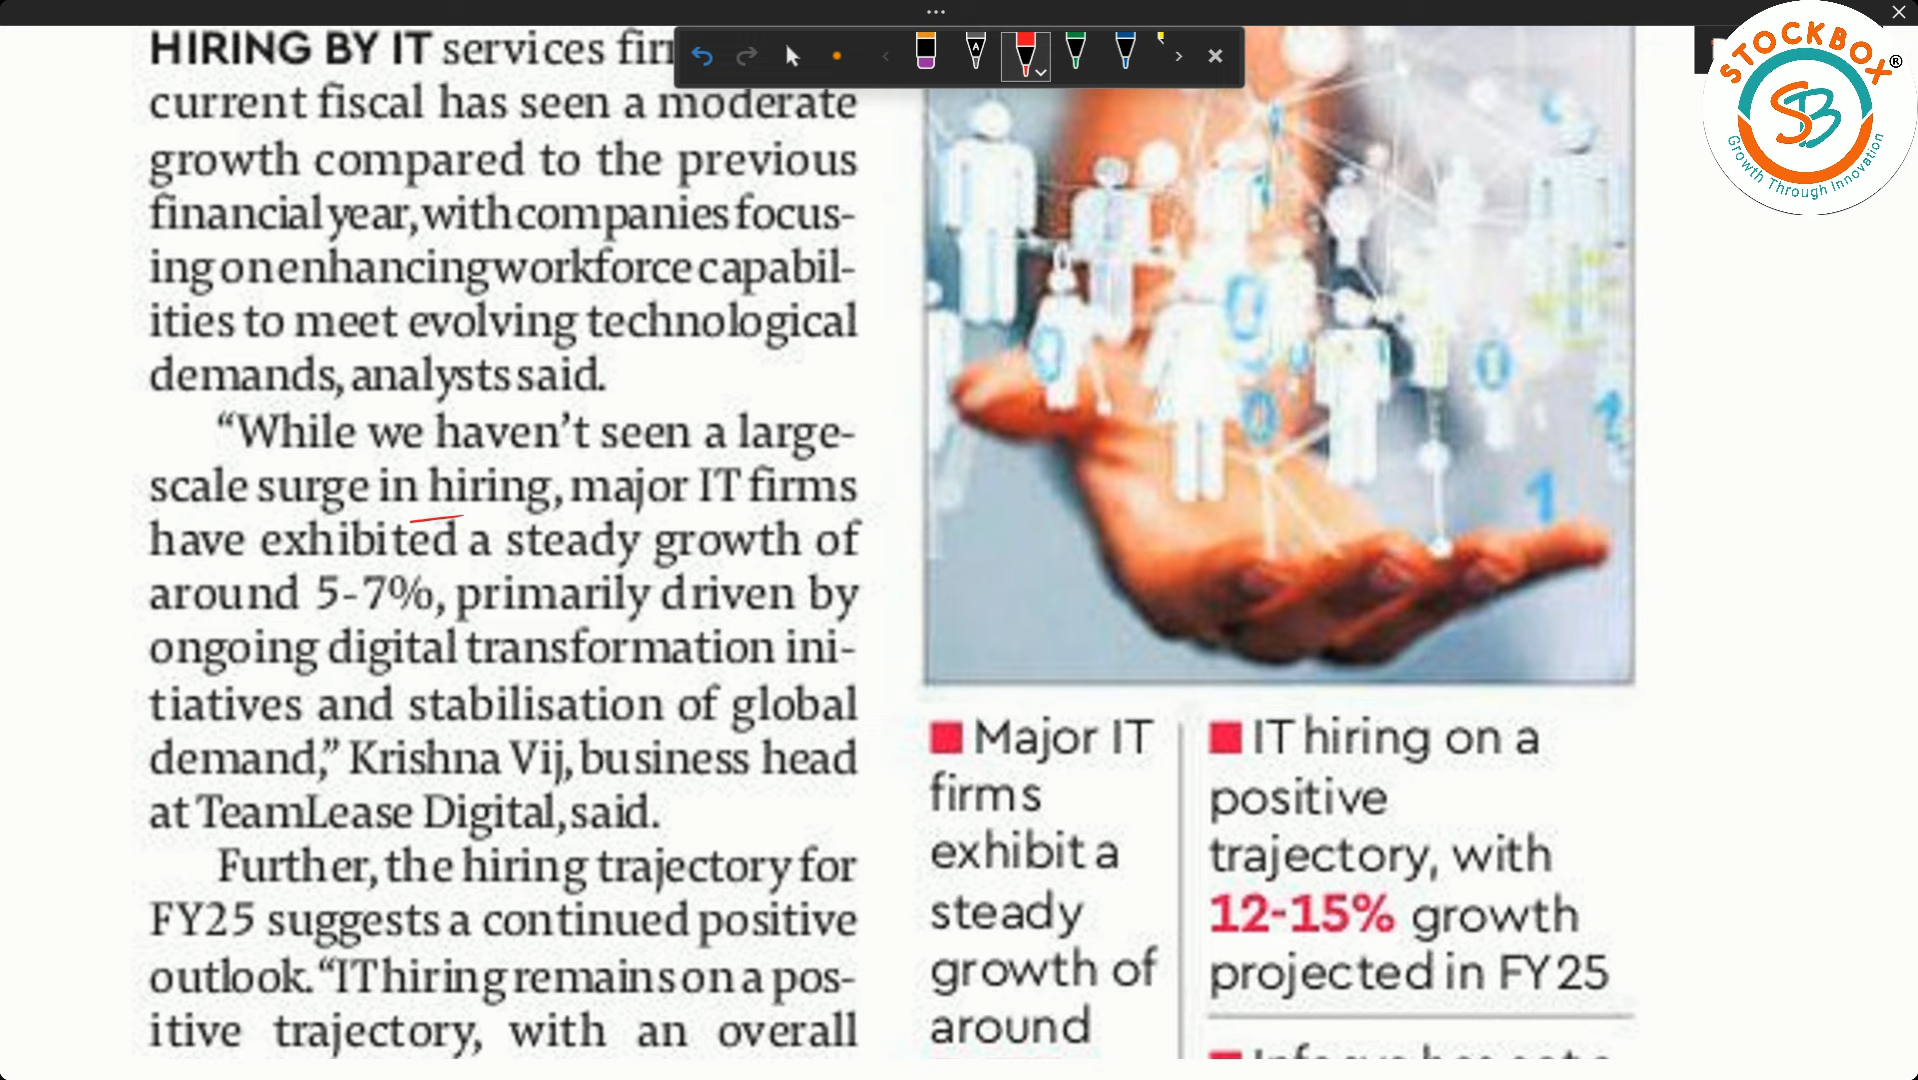 HIRING BY IT services
current fiscal has seen a moderate
growth compared to the previous
financial year, with companies focus-
ing on enhancing workforce capabil-
ities to meet evolving technological
demands, analysts said.
“While we haven’t seen a large-
scale surge in hiring, major IT firms
have exhibited a steady growth of
around 5-7%, primarily driven by
ongoing digital transformation ini-
tiatives and stabilisation of global
demand,” Krishna Vij, business head
at TeamLease Digital, said.
Further, the hiring trajectory for
FY25 suggests a continued positive
outlook. “IT hiring remains on a pos-
itive trajectory, with an overall
Major IT
firms
exhibit a
steady
growth of
around
IT hiring on a
positive
trajectory, with
12-15% growth
projected in FY25
STOCKBOX®
SB
Growth Through Innovation